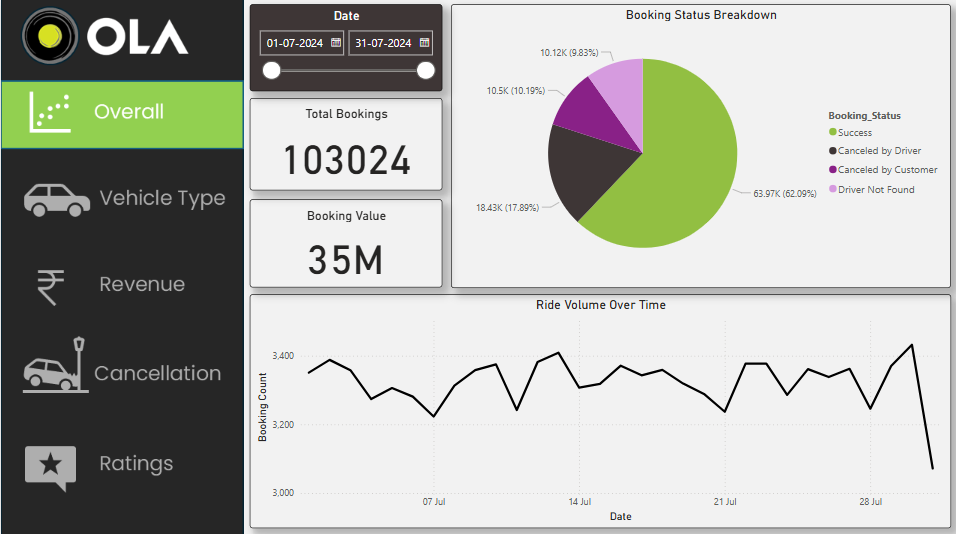 OLA
Overall
Vehicle Type
Revenue
Cancellation
Ratings
Date
01-07-2024 31-07-2024
Total Bookings
103024
Booking Value
35M
Booking Status Breakdown
10.12K (9.83%)
10.5K (10.19%)
18.43K (17.89%)
63.97K (62.09%)
Booking_Status
Success
Canceled by Driver
Canceled by Customer
Driver Not Found
Ride Volume Over Time
Booking Count
3,400
3,200
3,000
07 Jul 14 Jul 21 Jul 28 Jul
Date